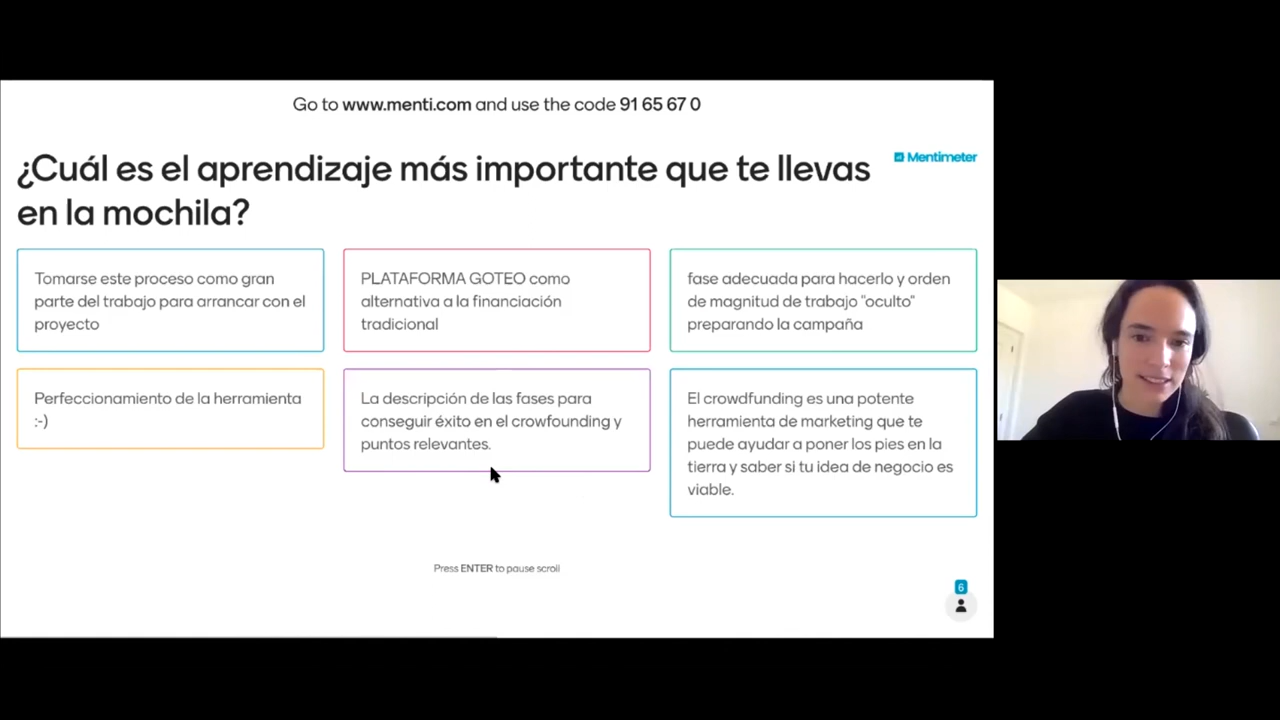 Go to www.menti.com and use the code 91 65 67 0
¿Cuál es el aprendizaje más importante que te llevas
en la mochila?
Mentimeter
Tomarse este proceso como gran
parte del trabajo para arrancar con el
proyecto
PLATAFORMA GOTEO como
alternativa a la financiación
tradicional
fase adecuada para hacerlo y orden
de magnitud de trabajo "oculto"
preparando la campaña
Perfeccionamiento de la herramienta
:-)
La descripción de las fases para
conseguir éxito en el crowfounding y
puntos relevantes.
El crowdfunding es una potente
herramienta de marketing que te
puede ayudar a poner los pies en la
tierra y saber si tu idea de negocio es
viable.
Press ENTER to pause scroll
6